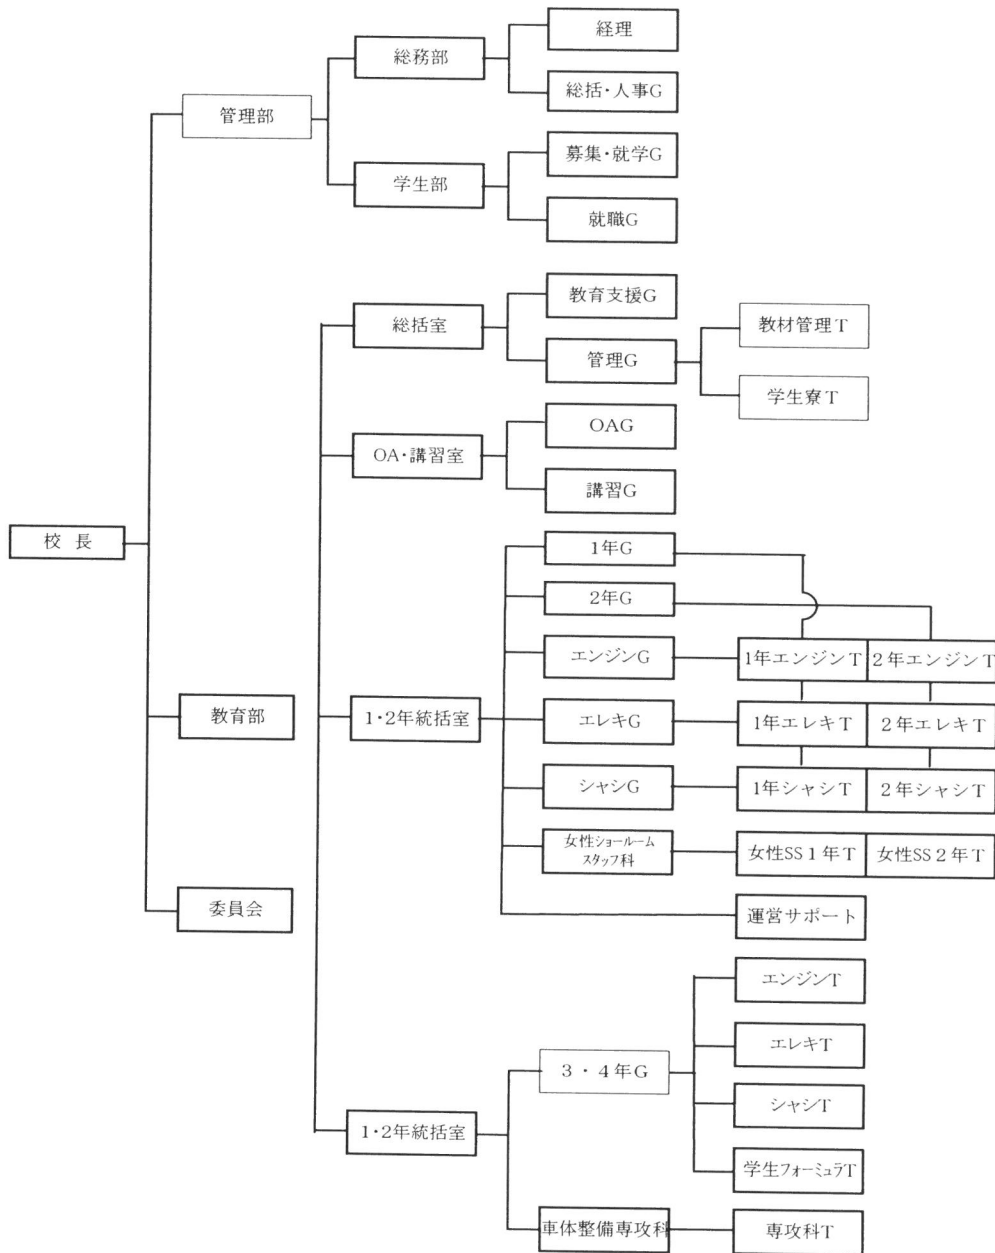 経理
総務部
総括・人事G
管理部
募集・就学G
学生部
就職G
教育支援G
総括室
教材管理T
管理G
学生寮T
OAG
OA・講習室
講習G
校 長
1年G
2年G
エンジンG
1年エンジンT
2年エンジンT
教育部
1・2年統括室
エレキG
1年エレキT
2年エレキT
シャシG
1年シャシT
2年シャシT
女性ショールーム
スタッフ科
女性SS1年T
女性SS2年T
委員会
運営サポート
エンジンT
エレキT
3・4年G
シャシT
1・2年統括室
学生フォーミュラT
車体整備専攻科
専攻科T